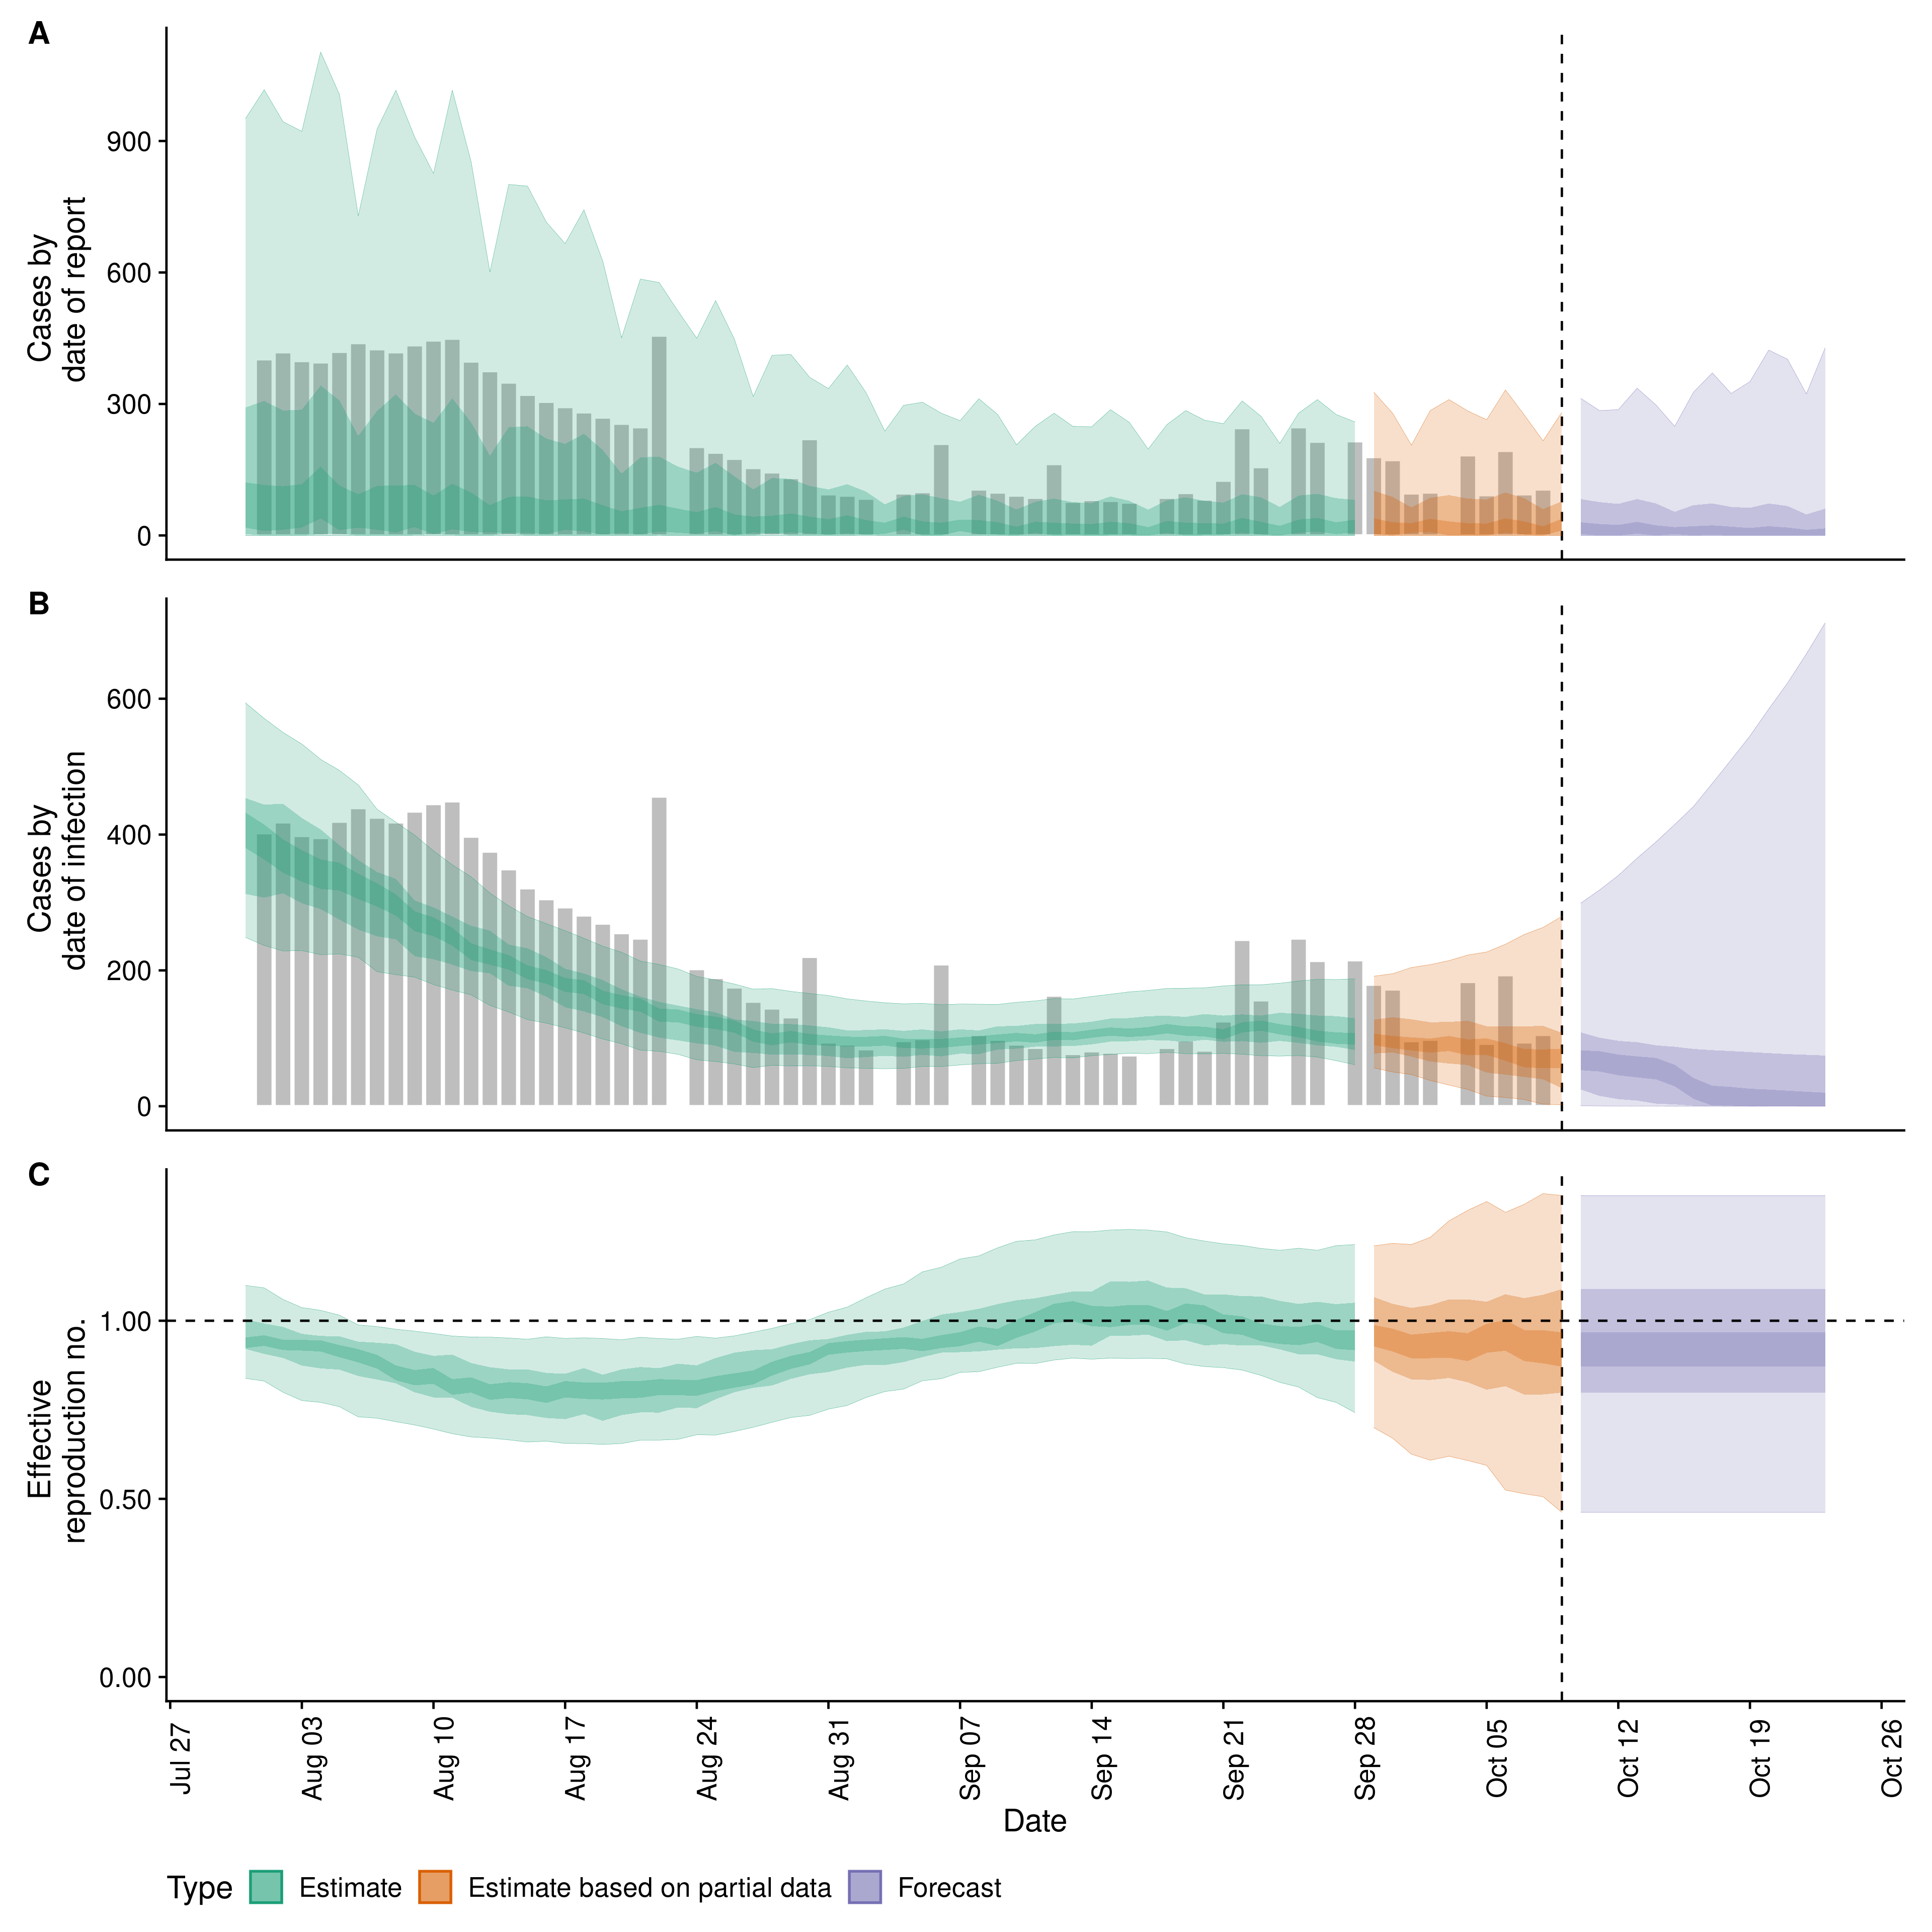 A
Cases by
date of report
900
600
300
0
B
Cases by
date of infection
600
400
200
0
C
Effective
reproduction no.
1.00
0.50
0.00
Jul 27
Aug 03
Aug 10
Aug 17
Aug 24
Aug 31
Sep 07
Sep 14
Sep 21
Sep 28
Oct 05
Oct 12
Oct 19
Oct 26
Date
Type Estimate Estimate based on partial data Forecast